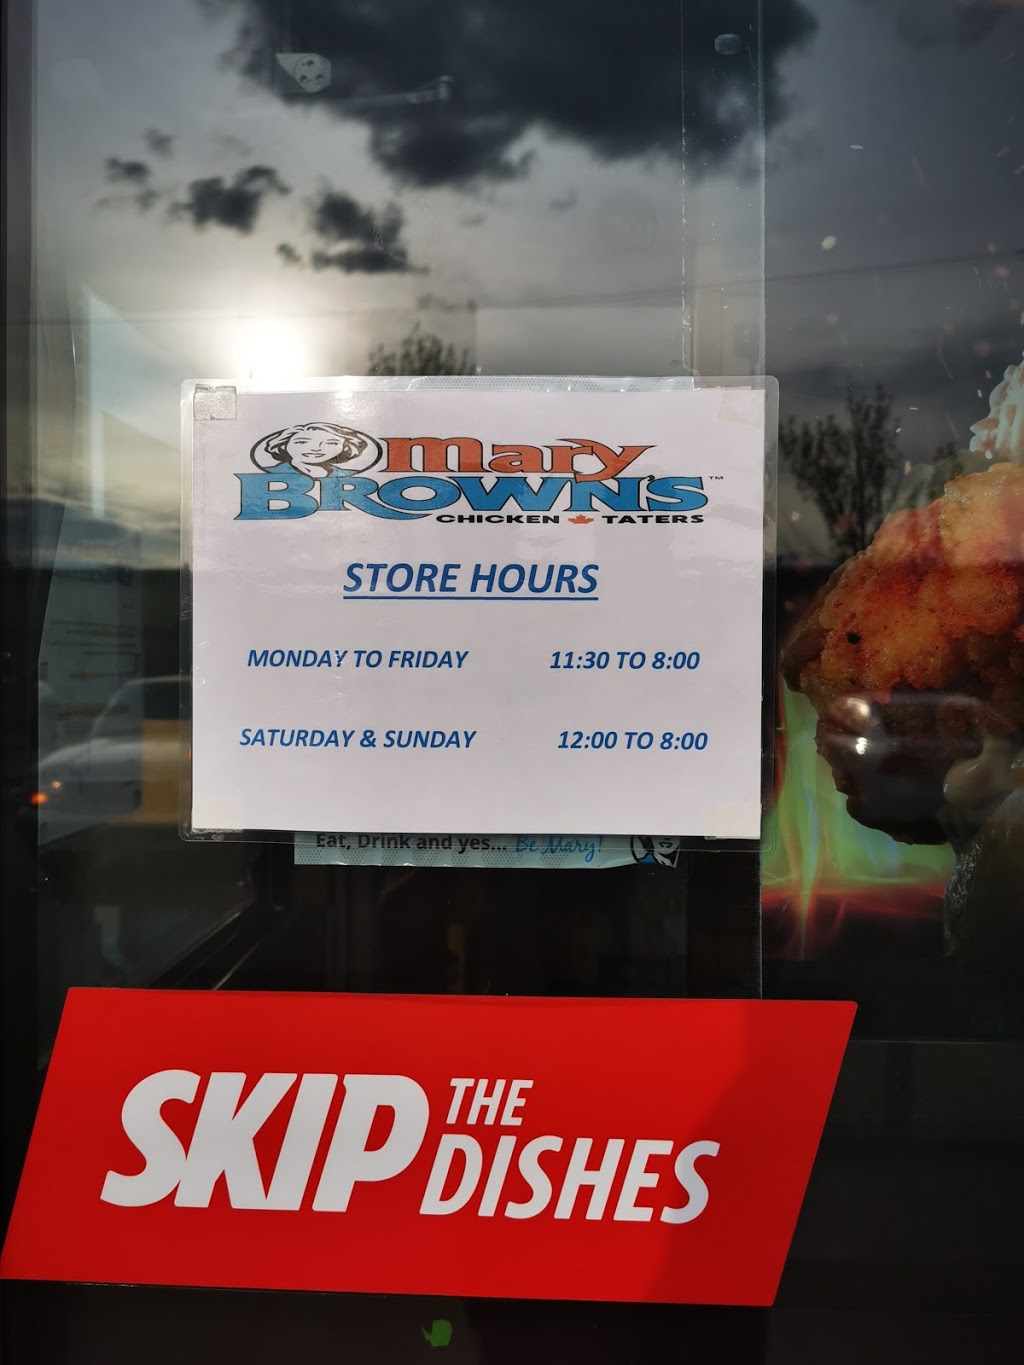 Mary
BROWN'S™
CHICKEN TATERS
STORE HOURS
MONDAY TO FRIDAY 11:30 TO 8:00
SATURDAY & SUNDAY 12:00 TO 8:00
Eat, Drink and yes... Be Mary!
SKIP THE
DISHES